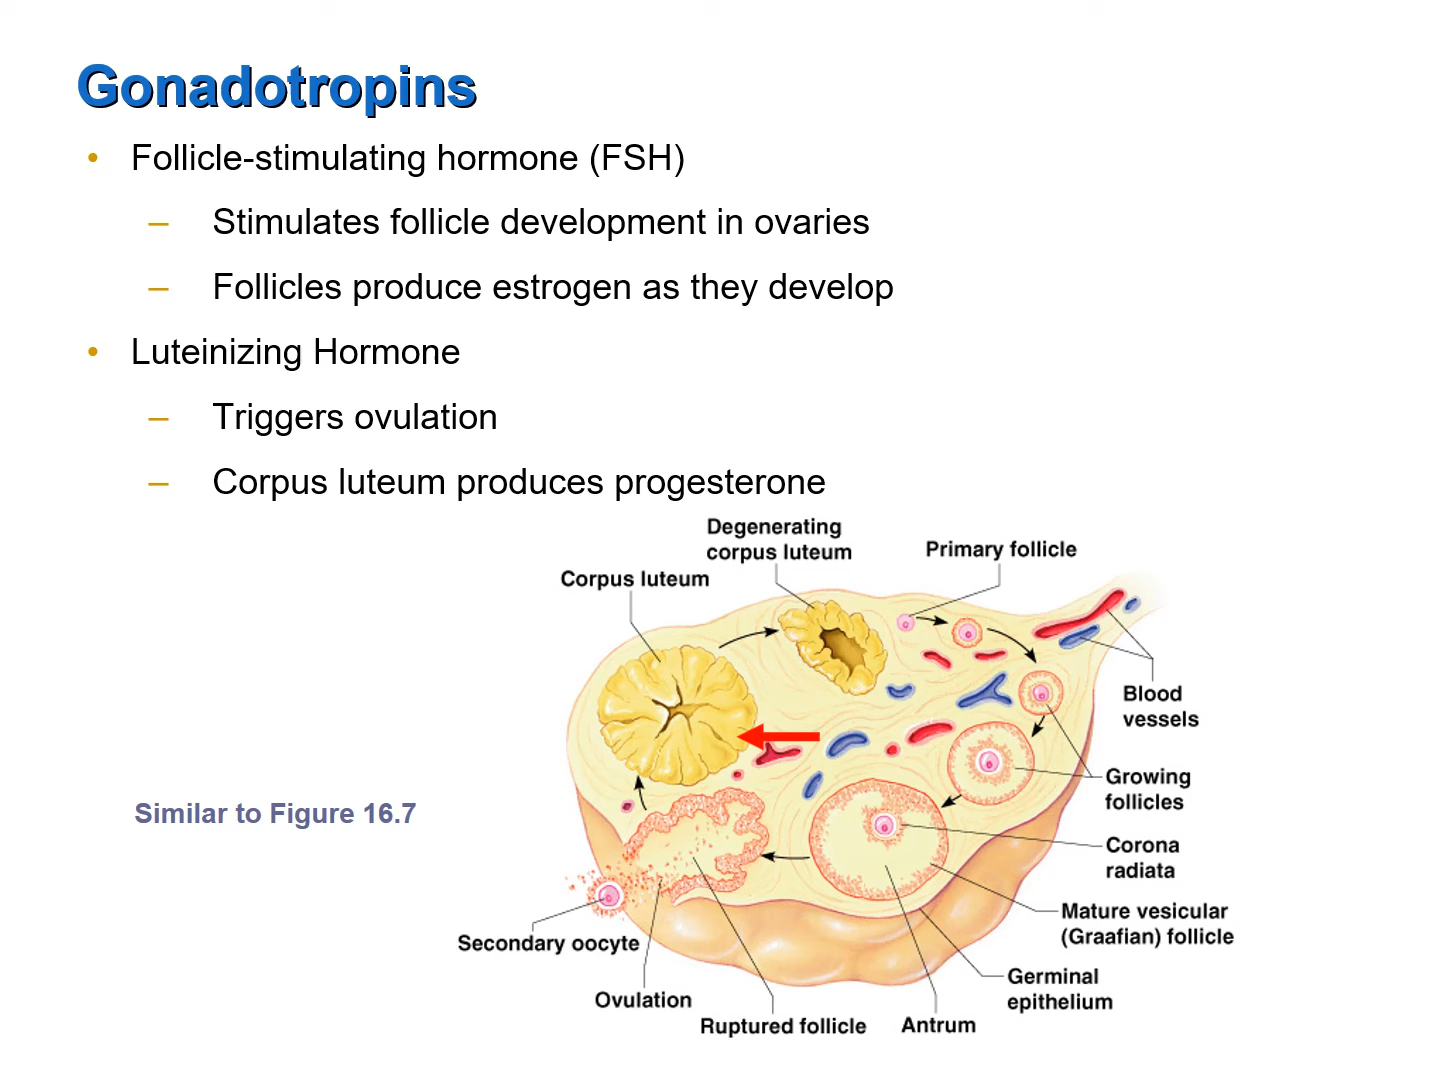 Gonadotropins
• Follicle-stimulating hormone (FSH)
– Stimulates follicle development in ovaries
– Follicles produce estrogen as they develop
• Luteinizing Hormone
– Triggers ovulation
– Corpus luteum produces progesterone
Degenerating
corpus luteum
Primary follicle
Corpus luteum
Blood
vessels
Growing
follicles
Similar to Figure 16.7
Corona
radiata
Mature vesicular
(Graafian) follicle
Secondary oocyte
Germinal
epithelium
Ovulation
Ruptured follicle
Antrum